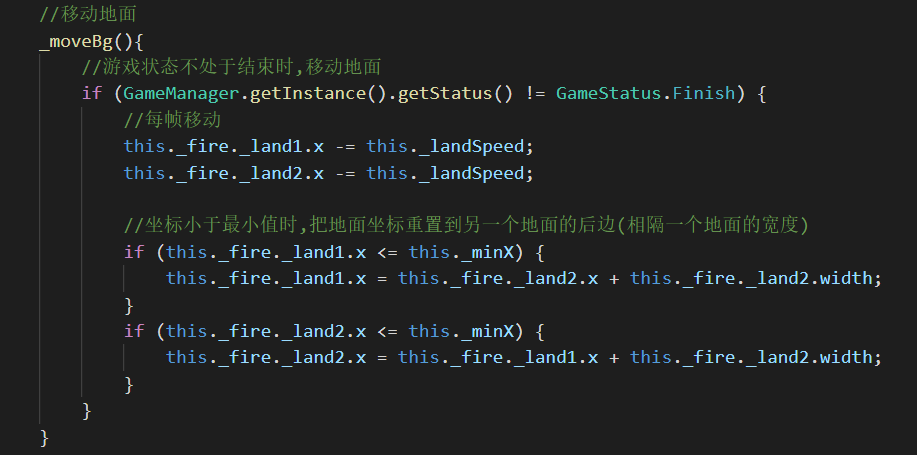 //移动地面
_moveBg(){
//游戏状态不处于结束时,移动地面
if (GameManager.getInstance().getStatus() != GameStatus.Finish) {
//每帧移动
this._fire._land1.x -= this._landSpeed;
this._fire._land2.x -= this._landSpeed;
//坐标小于最小值时,把地面坐标重置到另一个地面的后边(相隔一个地面的宽度)
if (this._fire._land1.x <= this._minX) {
this._fire._land1.x = this._fire._land2.x + this._fire._land2.width;
}
if (this._fire._land2.x <= this._minX) {
this._fire._land2.x = this._fire._land1.x + this._fire._land2.width;
}
}
}